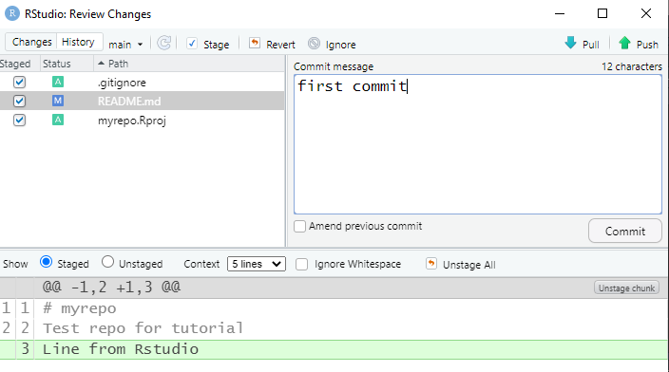 R RStudio: Review Changes
Changes History main Stage Revert Ignore Pull Push
Staged Status Path
A .gitignore
M README.md
A myrepo.Rproj
Commit message 12 characters
first commit
Amend previous commit Commit
Show Staged Unstaged Context 5 lines Ignore Whitespace Unstage All
@@ -1,2 +1,3 @@ Unstage chunk
1 1 # myrepo
2 2 Test repo for tutorial
3 Line from Rstudio